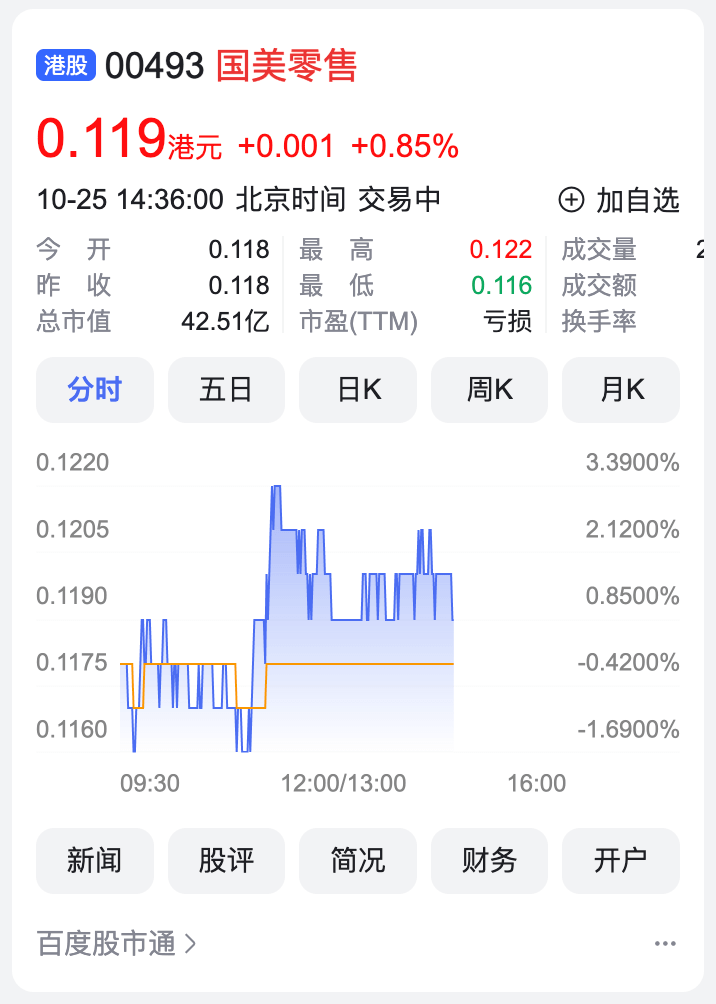 港股 00493 国美零售
0.119港元 +0.001 +0.85%
10-25 14:36:00 北京时间 交易中 加自选
今 开 0.118 最 高 0.122 成交量
昨 收 0.118 最 低 0.116 成交额
总市值 42.51亿 市盈(TTM) 亏损 换手率
分时 五日 日K 周K 月K
0.1220 3.3900%
0.1205 2.1200%
0.1190 0.8500%
0.1175 -0.4200%
0.1160 -1.6900%
09:30 12:00/13:00 16:00
新闻 股评 简况 财务 开户
百度股市通